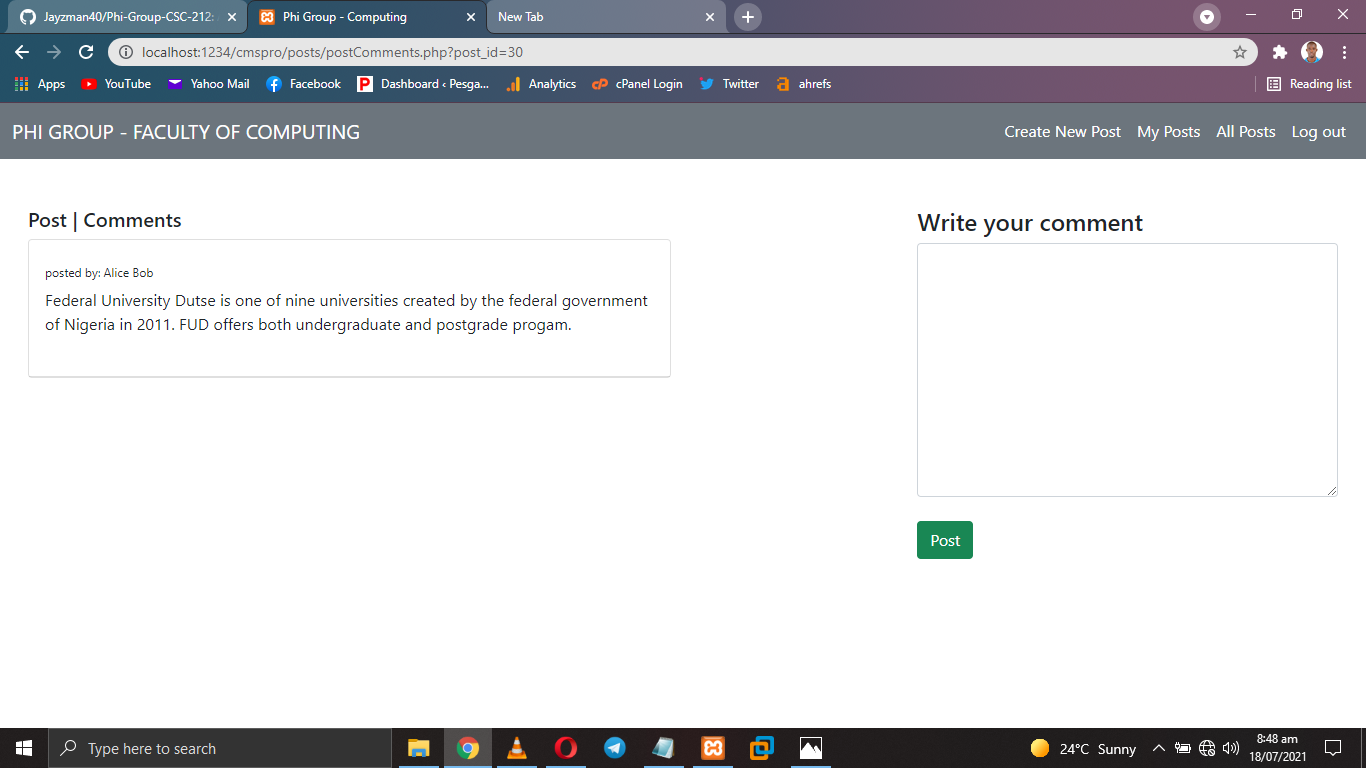 Jayzman40/Phi-Group-CSC-212:
Phi Group - Computing
New Tab
localhost:1234/cmspro/posts/postComments.php?post_id=30
Apps
YouTube
Yahoo Mail
Facebook
Dashboard ‹ Pesga...
Analytics
cPanel Login
Twitter
ahrefs
Reading list
PHI GROUP - FACULTY OF COMPUTING
Create New Post
My Posts
All Posts
Log out
Post | Comments
posted by: Alice Bob
Federal University Dutse is one of nine universities created by the federal government
of Nigeria in 2011. FUD offers both undergraduate and postgrade progam.
Write your comment
Post
Type here to search
24°C Sunny
8:48 am
18/07/2021